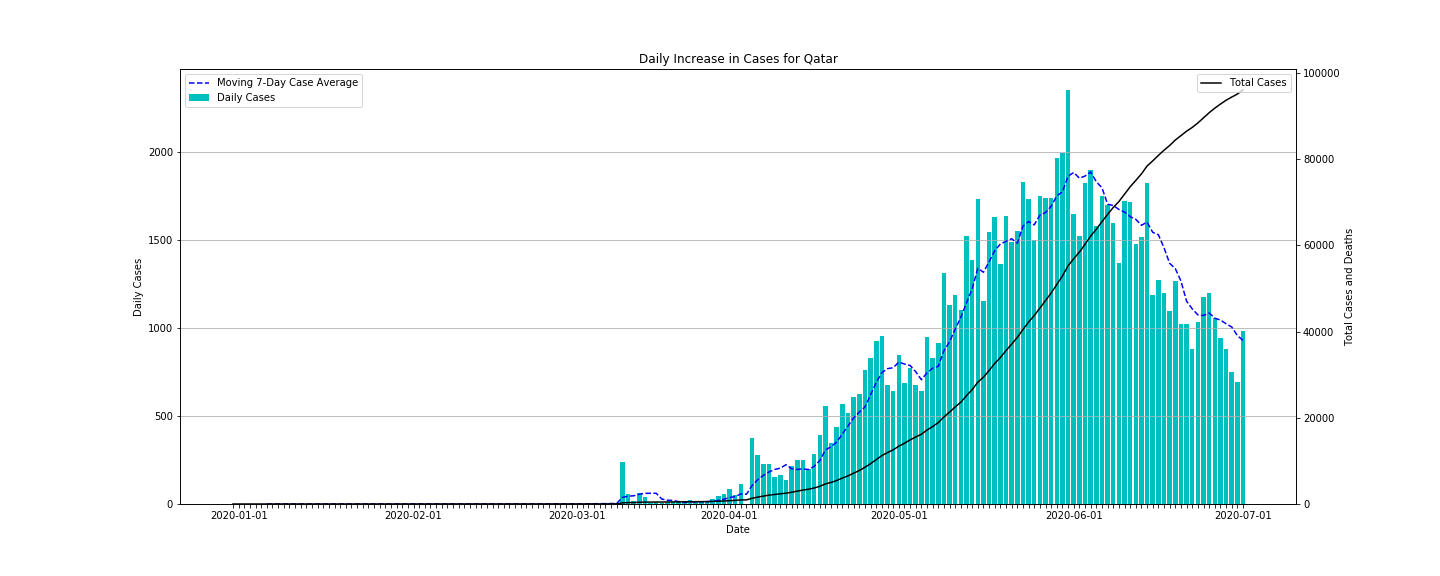 Daily Increase in Cases for Qatar
Moving 7-Day Case Average
Daily Cases
Total Cases
100000
80000
60000
40000
20000
0
2000
1500
1000
500
0
Daily Cases
Total Cases and Deaths
2020-01-01 2020-02-01 2020-03-01 2020-04-01 2020-05-01 2020-06-01 2020-07-01
Date